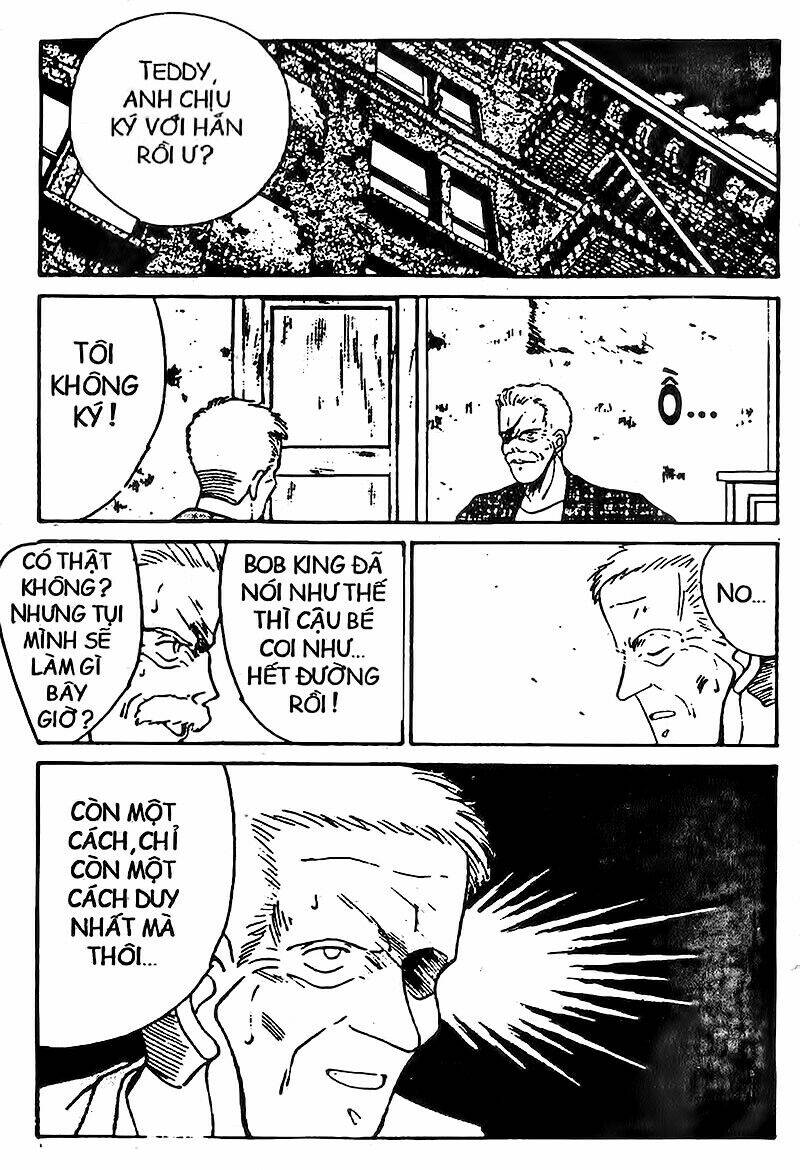 TEDDY,
ANH CHỊU
KÝ VỚI HẮN
RỒI Ư?
TÔI
KHÔNG
KÝ!
Ồ...
CÓ THẬT
KHÔNG?
NHƯNG TỤI
MÌNH SẼ
LÀM GÌ
BÂY
GIỜ?
BOB KING ĐÃ
NÓI NHƯ THẾ
THÌ CẬU BÉ
COI NHƯ...
HẾT ĐƯỜNG
RỒI!
NO...
CÒN MỘT
CÁCH, CHỈ
CÒN MỘT
CÁCH DUY
NHẤT MÀ
THÔI...